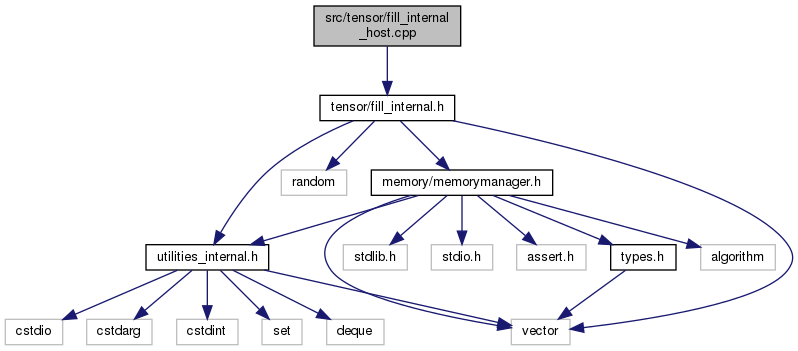 src/tensor/fill_internal
_host.cpp
tensor/fill_internal.h
random
memory/memorymanager.h
utilities_internal.h
stdlib.h
stdio.h
assert.h
types.h
algorithm
cstdio
cstdarg
cstdint
set
deque
vector